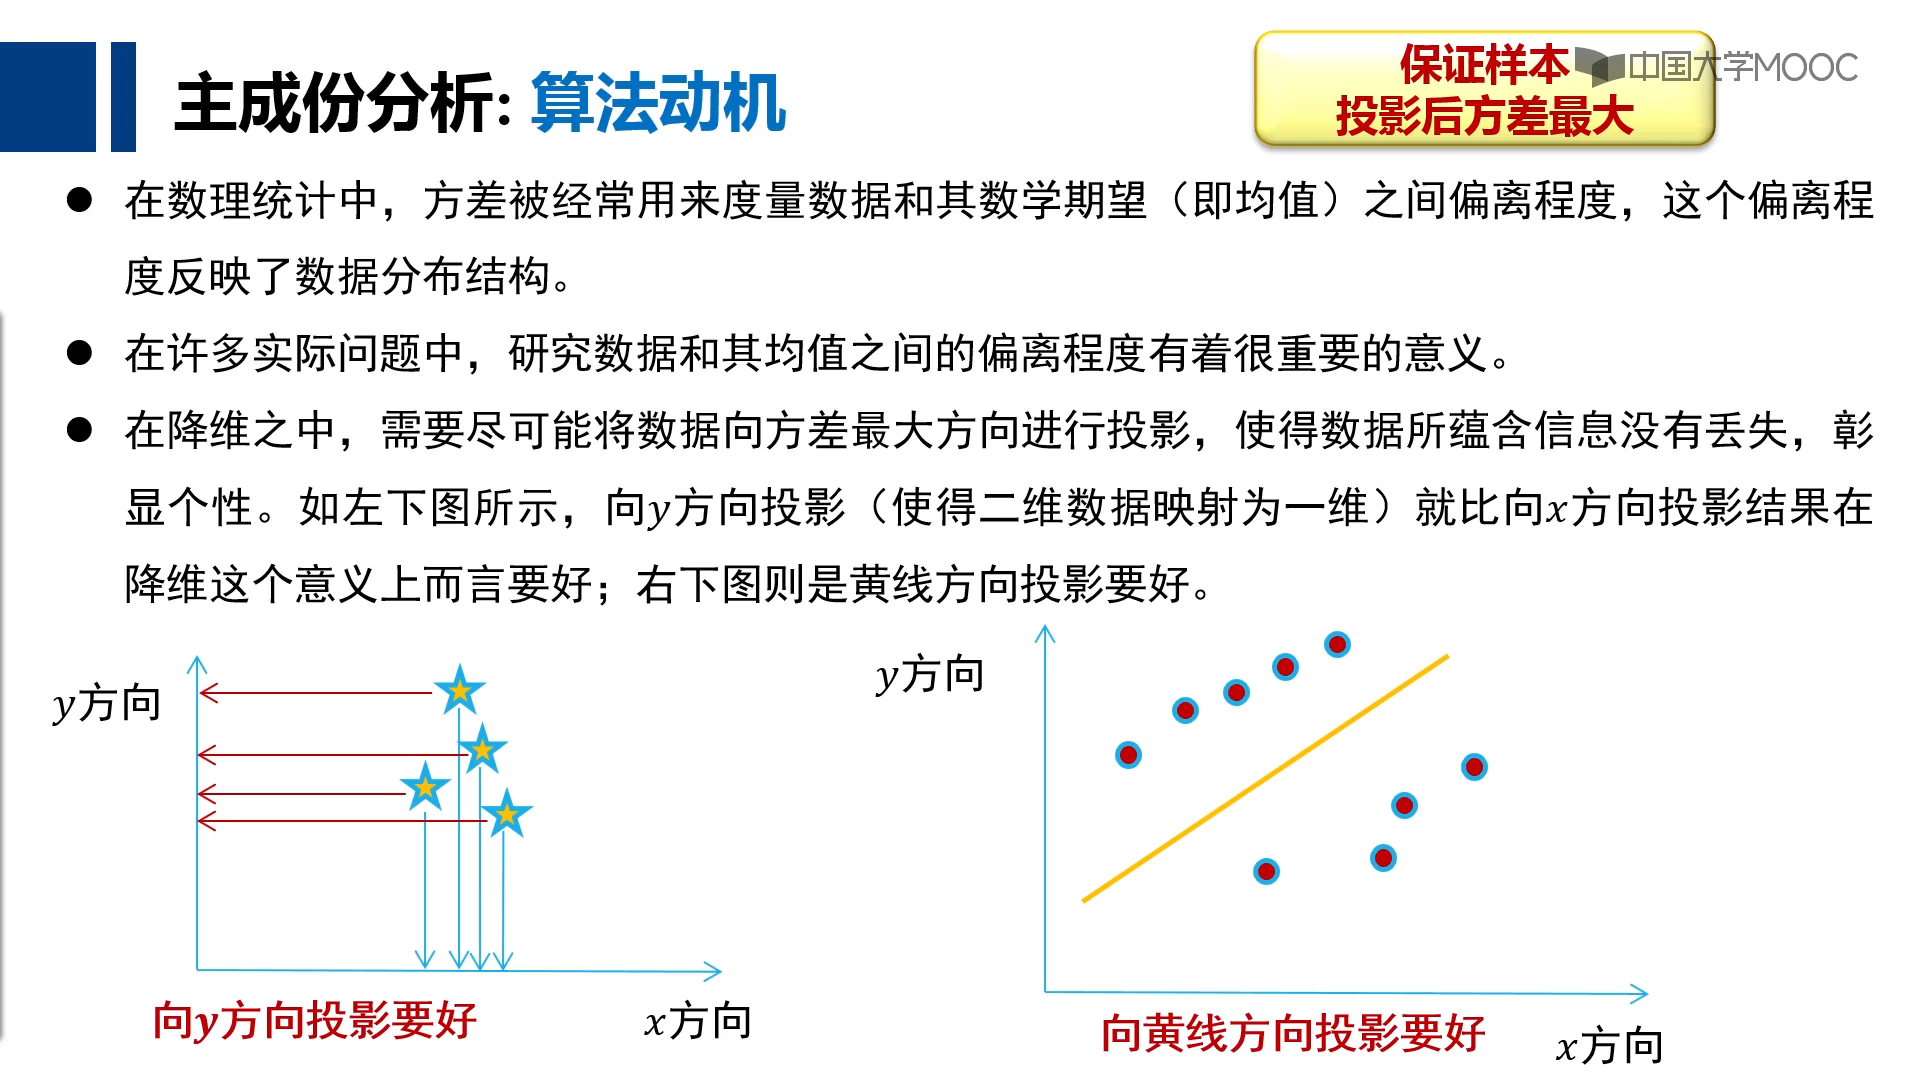 主成份分析: 算法动机
保证样本
投影后方差最大
中国大学MOOC
● 在数理统计中，方差被经常用来度量数据和其数学期望（即均值）之间偏离程度，这个偏离程
度反映了数据分布结构。
● 在许多实际问题中，研究数据和其均值之间的偏离程度有着很重要的意义。
● 在降维之中，需要尽可能将数据向方差最大方向进行投影，使得数据所蕴含信息没有丢失，彰
显个性。如左下图所示，向y方向投影（使得二维数据映射为一维）就比向x方向投影结果在
降维这个意义上而言要好；右下图则是黄线方向投影要好。
y方向
向y方向投影要好
x方向
y方向
向黄线方向投影要好
x方向